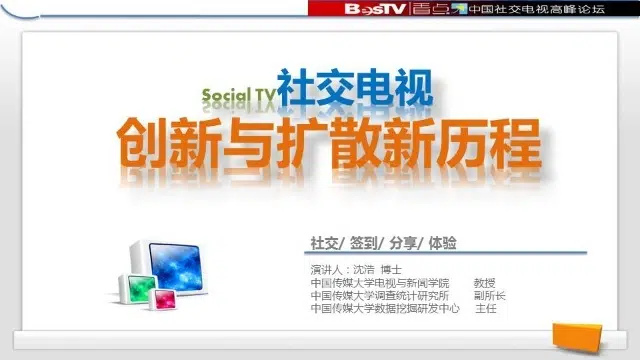 BesTV 看点 中国社交电视高峰论坛
Social TV 社交电视
创新与扩散新历程
社交/ 签到/ 分享/ 体验
演讲人：沈浩 博士
中国传媒大学电视与新闻学院 教授
中国传媒大学调查统计研究所 副所长
中国传媒大学数据挖掘研发中心 主任